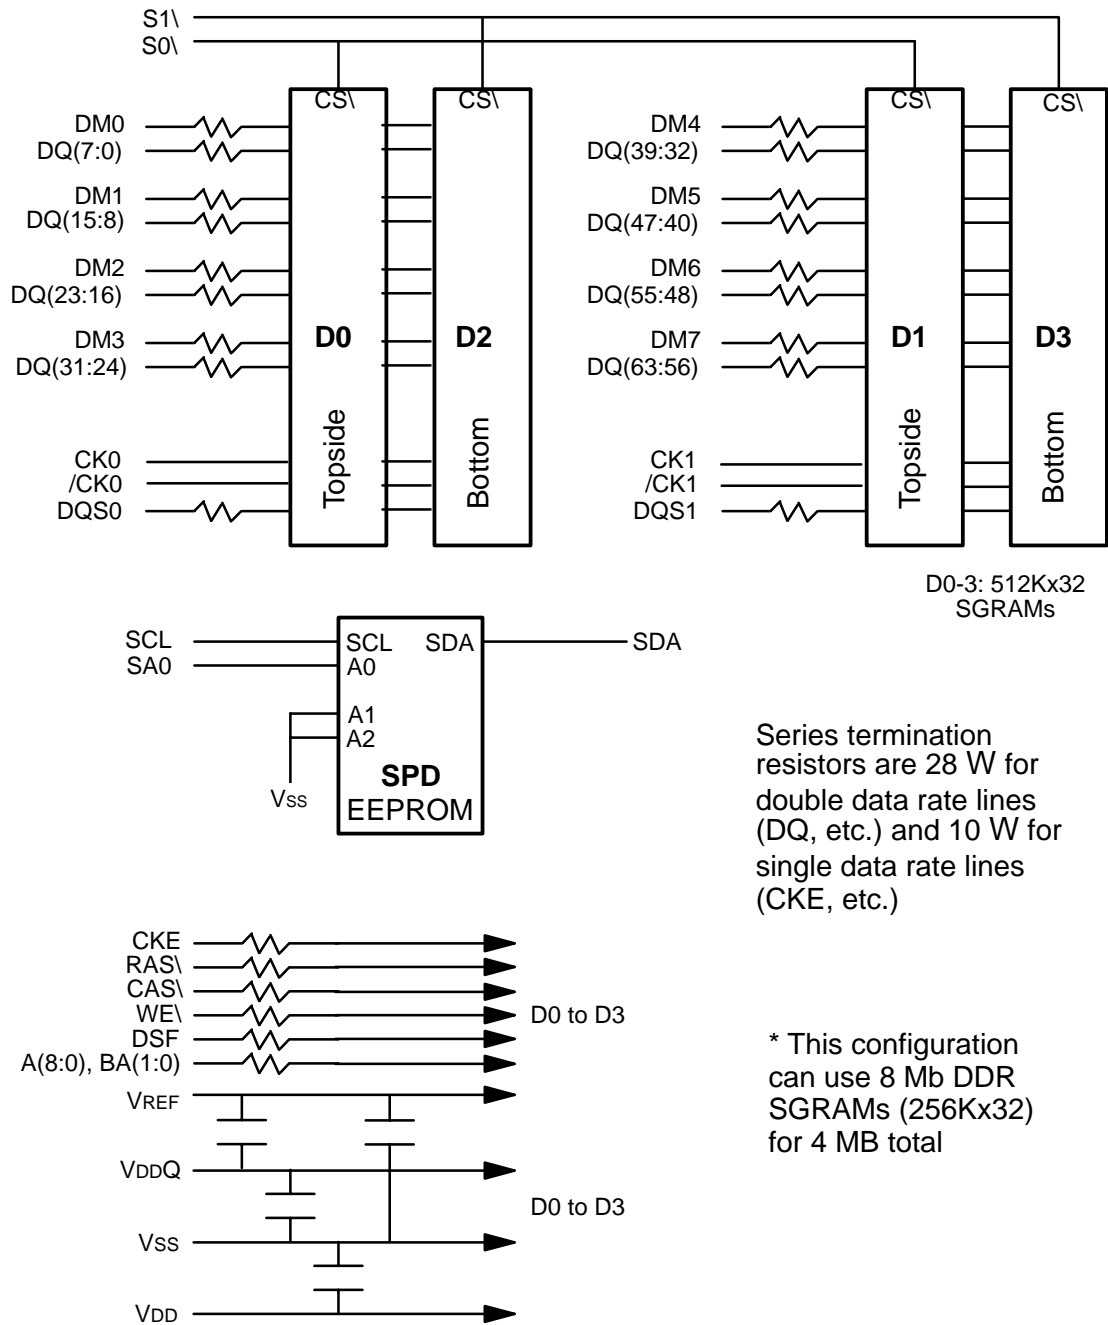 S1\
S0\
CS\ CS\ CS\ CS\
DM0 DM4
DQ(7:0) DQ(39:32)
DM1 DM5
DQ(15:8) DQ(47:40)
DM2 DM6
DQ(23:16) DQ(55:48)
DM3 D0 D2 DM7 D1 D3
DQ(31:24) DQ(63:56)
Topside Bottom Topside Bottom
CK0 CK1
/CK0 /CK1
DQS0 DQS1
D0-3: 512Kx32
SGRAMs
SCL SCL SDA SDA
SA0 A0
A1
A2
SPD
VSS EEPROM
Series termination
resistors are 28 W for
double data rate lines
(DQ, etc.) and 10 W for
single data rate lines
(CKE, etc.)
CKE
RAS\
CAS\
WE\ D0 to D3
DSF
A(8:0), BA(1:0)
* This configuration
can use 8 Mb DDR
SGRAMs (256Kx32)
for 4 MB total
VREF
VDDQ
D0 to D3
VSS
VDD